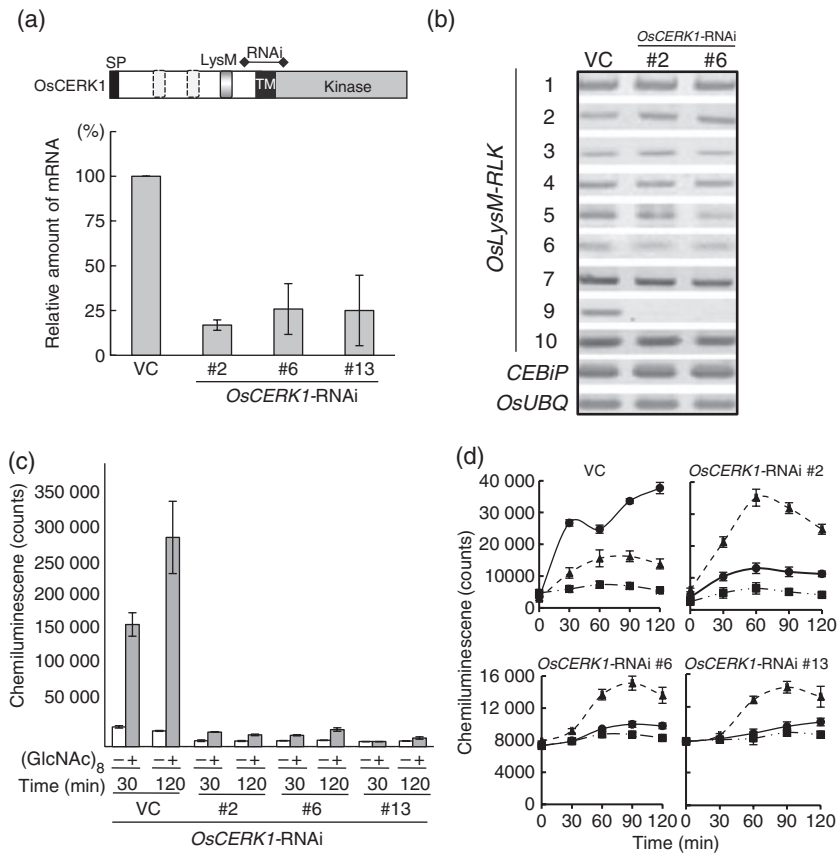 (a)
SP
LysM
RNAi
OsCERK1
TM
Kinase
(%)
Relative amount of mRNA
100
75
50
25
0
VC
#2
#6
#13
OsCERK1-RNAi
(b)
OsCERK1-RNAi
VC
#2
#6
OsLysM-RLK
1
2
3
4
5
6
7
9
10
CEBiP
OsUBQ
(c)
Chemiluminescene (counts)
350 000
300 000
250 000
200 000
150 000
100 000
50 000
(GlcNAc)8
− + − + − + − + − + − + − + − +
Time (min)
30 120 30 120 30 120 30 120
VC #2 #6 #13
OsCERK1-RNAi
(d)
Chemiluminescene (counts)
VC
40 000
30 000
20 000
10 000
0
0 30 60 90 120
OsCERK1-RNAi #2
0 30 60 90 120
OsCERK1-RNAi #6
16 000
12 000
8000
4000
0
0 30 60 90 120
OsCERK1-RNAi #13
0 30 60 90 120
Time (min)